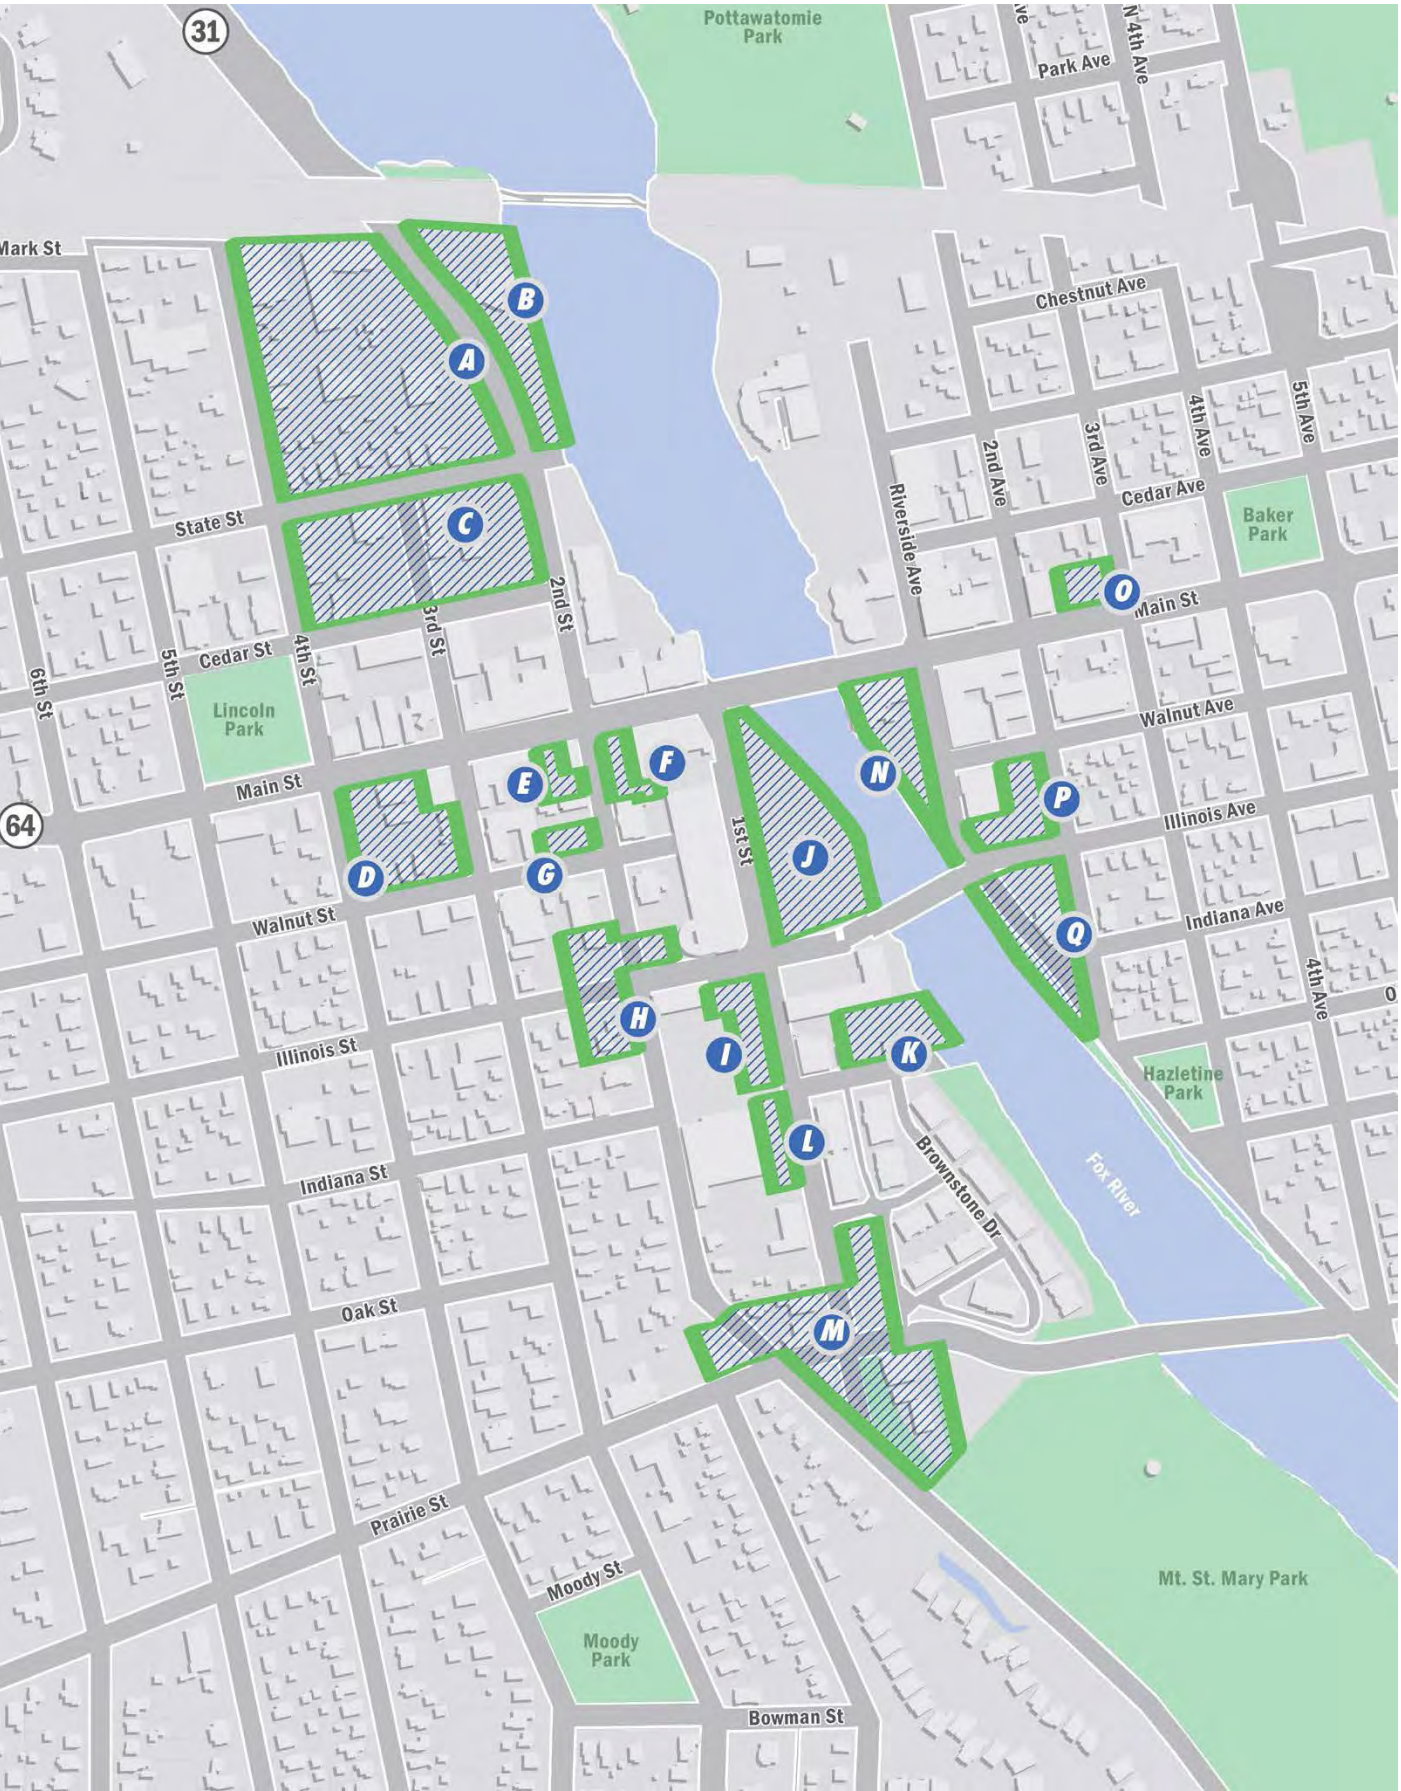 31
Pottawatomie
Park
Ave
N 4th Ave
Park Ave
Mark St
Chestnut Ave
B
A
5th Ave
4th Ave
3rd Ave
2nd Ave
Cedar Ave
Riverside Ave
Baker
Park
State St
C
O
Main St
2nd St
3rd St
4th St
Cedar St
5th St
6th St
Lincoln
Park
Walnut Ave
Main St
E
F
N
P
64
Illinois Ave
1st St
D
G
J
Walnut St
Indiana Ave
Q
4th Ave
O
H
I
K
Illinois St
Hazletine
Park
L
Brownstone Dr
Fox River
Indiana St
Oak St
M
Prairie St
Moody St
Mt. St. Mary Park
Moody
Park
Bowman St